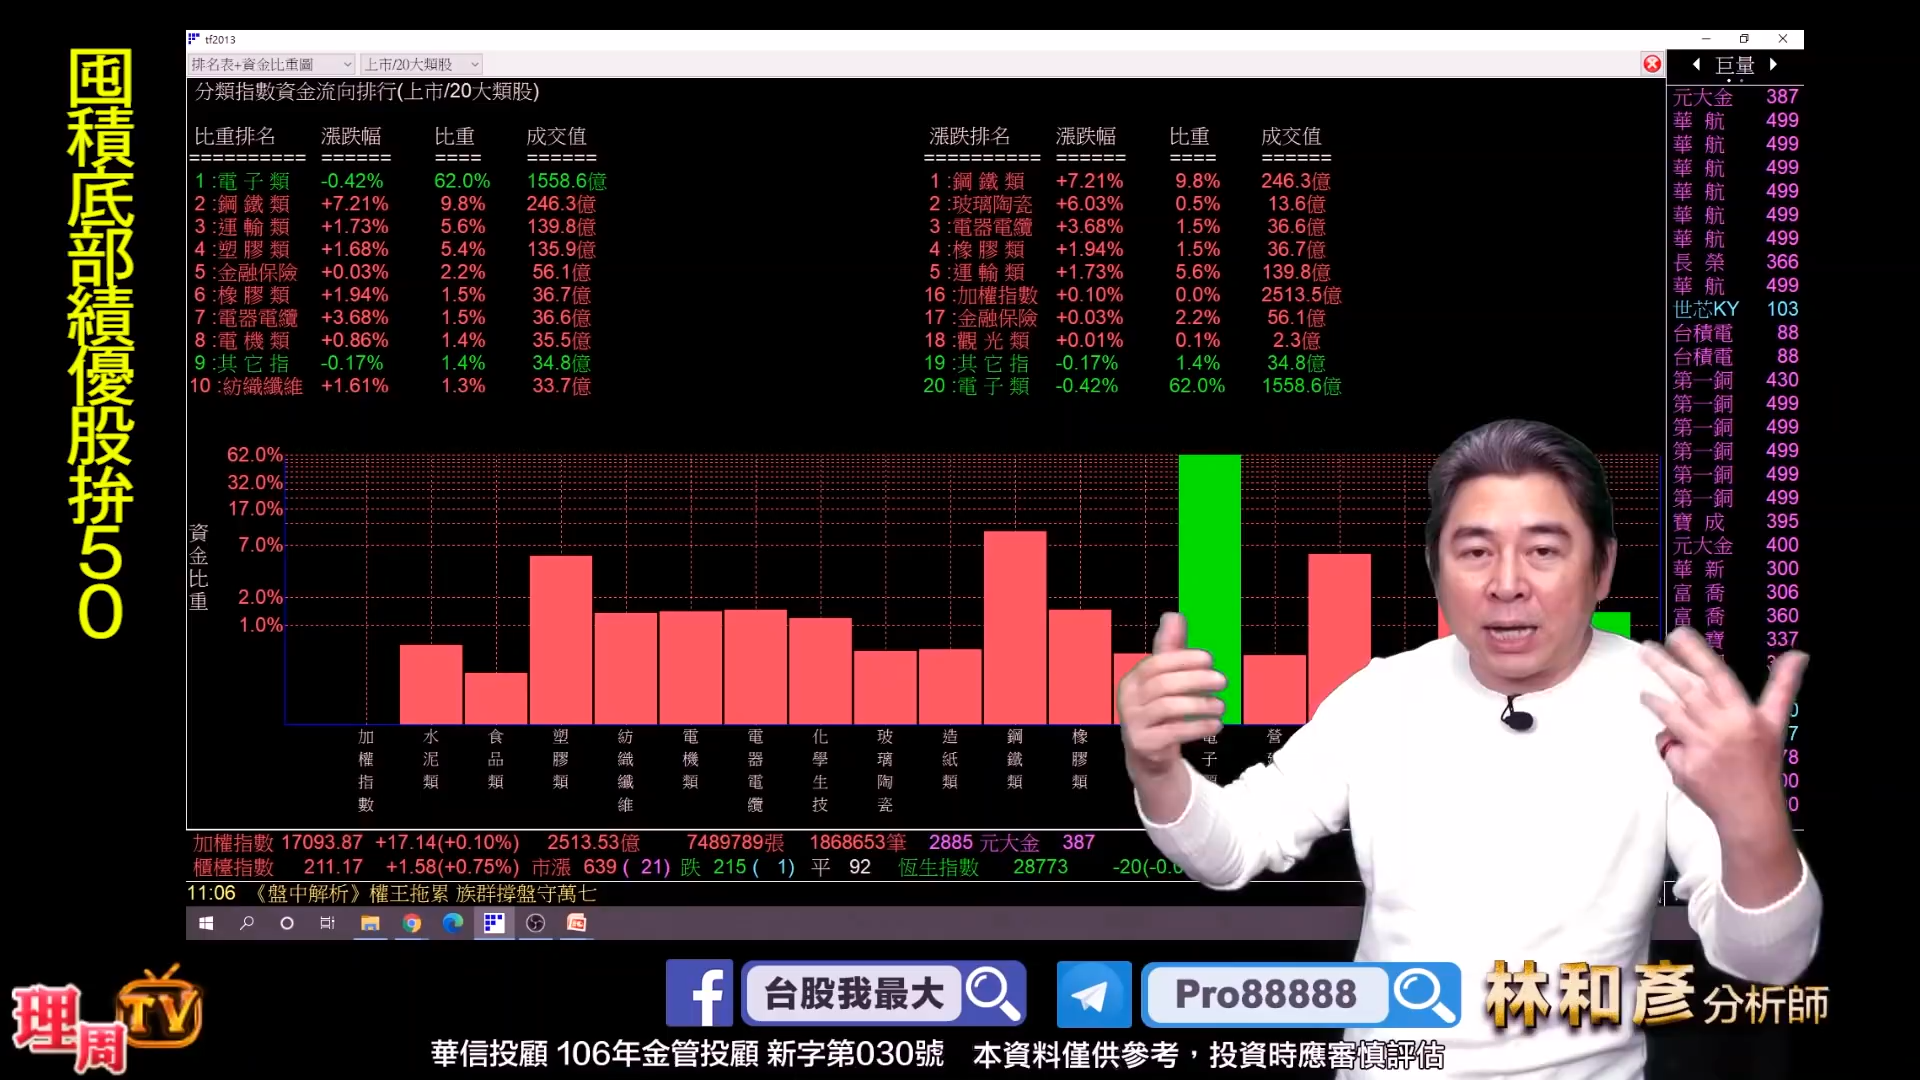 囤積底部績優股拚50
tf2013
排名表+資金比重圖
上市/20大類股
分類指數資金流向排行(上市/20大類股)
比重排名 漲跌幅 比重 成交值
========== ====== ==== ======
1 :電 子 類 -0.42% 62.0% 1558.6億
2 :鋼 鐵 類 +7.21% 9.8% 246.3億
3 :運 輸 類 +1.73% 5.6% 139.8億
4 :塑 膠 類 +1.68% 5.4% 135.9億
5 :金融保險 +0.03% 2.2% 56.1億
6 :橡 膠 類 +1.94% 1.5% 36.7億
7 :電器電纜 +3.68% 1.5% 36.6億
8 :電 機 類 +0.86% 1.4% 35.5億
9 :其 它 指 -0.17% 1.4% 34.8億
10 :紡織纖維 +1.61% 1.3% 33.7億
漲跌排名 漲跌幅 比重 成交值
========== ====== ==== ======
1 :鋼 鐵 類 +7.21% 9.8% 246.3億
2 :玻璃陶瓷 +6.03% 0.5% 13.6億
3 :電器電纜 +3.68% 1.5% 36.6億
4 :橡 膠 類 +1.94% 1.5% 36.7億
5 :運 輸 類 +1.73% 5.6% 139.8億
16 :加權指數 +0.10% 0.0% 2513.5億
17 :金融保險 +0.03% 2.2% 56.1億
18 :觀 光 類 +0.01% 0.1% 2.3億
19 :其 它 指 -0.17% 1.4% 34.8億
20 :電 子 類 -0.42% 62.0% 1558.6億
巨量
元大金 387
華 航 499
華 航 499
華 航 499
華 航 499
華 航 499
華 航 499
長 榮 366
華 航 499
世芯KY 103
台積電 88
台積電 88
第一銅 430
第一銅 499
第一銅 499
第一銅 499
第一銅 499
第一銅 499
寶 成 395
元大金 400
華 新 300
富 喬 306
富 喬 360
寶 337
資金比重
62.0%
32.0%
17.0%
7.0%
2.0%
1.0%
加權指數
水泥類
食品類
塑膠類
紡織纖維
電機類
電器電纜
化學生技
玻璃陶瓷
造紙類
鋼鐵類
橡膠類
電子
營
加權指數 17093.87 +17.14(+0.10%) 2513.53億 7489789張 1868653筆 2885 元大金 387
櫃檯指數 211.17 +1.58(+0.75%) 市漲 639 ( 21) 跌 215 ( 1) 平 92 恆生指數 28773 -20(-0.0
11:06 《盤中解析》權王拖累 族群撐盤守萬七
理周TV
台股我最大
Pro88888
林和彥 分析師
華信投顧 106年金管投顧 新字第030號 本資料僅供參考，投資時應審慎評估